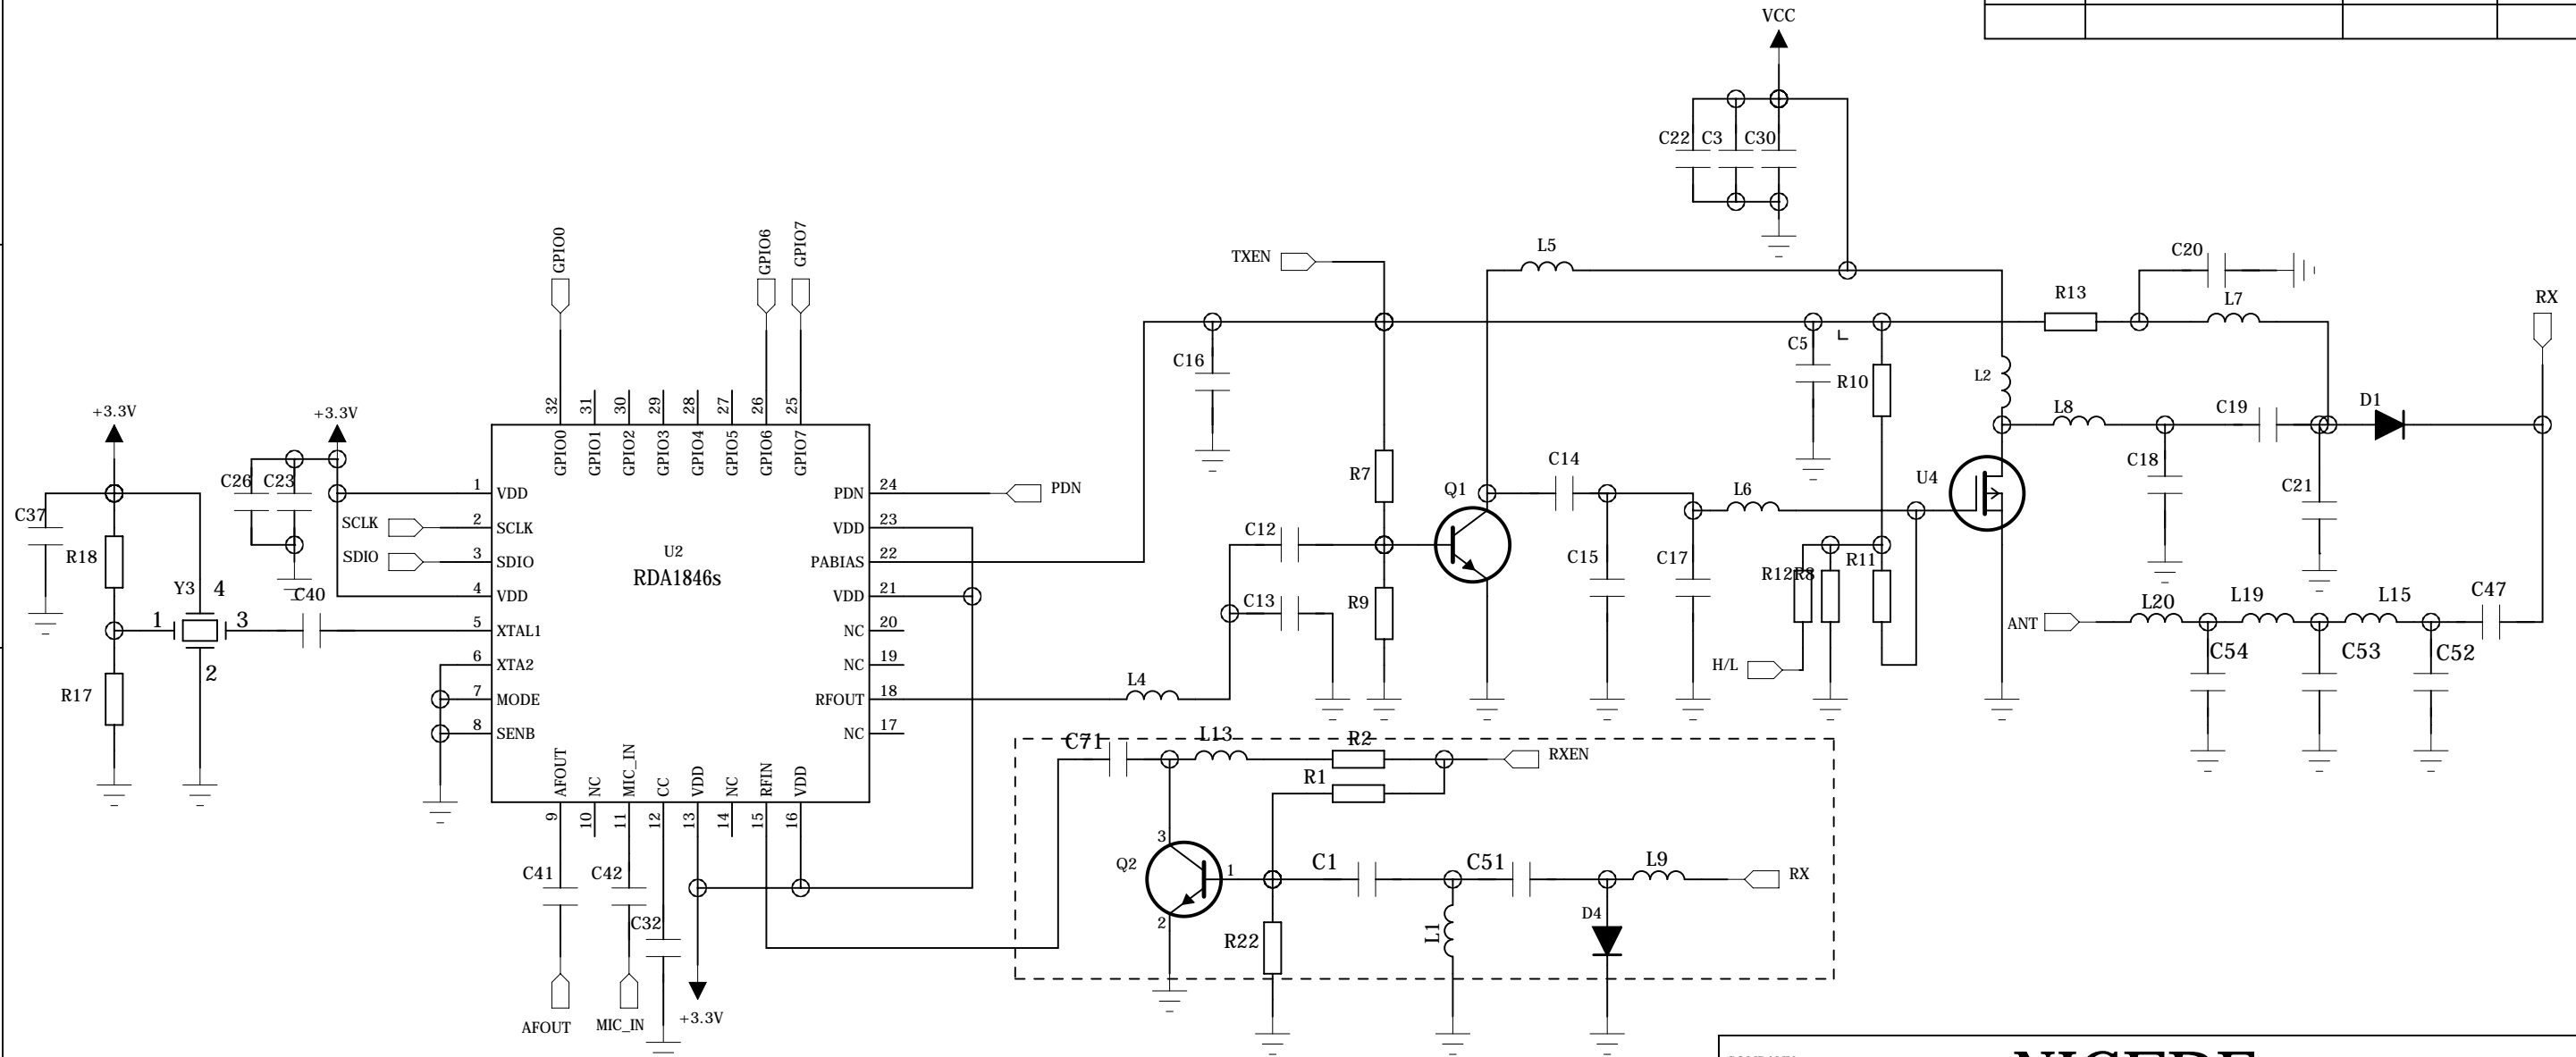 VCC
C22 C3 C30
GPIO0
GPIO6
GPIO7
TXEN
L5
C20
R13
L7
RX
C16
C5
R10
L2
+3.3V
+3.3V
32 31 30 29 28 27 26 25
GPIO0 GPIO1 GPIO2 GPIO3 GPIO4 GPIO5 GPIO6 GPIO7
L8
C19
D1
C37
R18
C26 C23
SCLK
SDIO
C40
Y3
4
1
3
2
R17
1 VDD
2 SCLK
3 SDIO
4 VDD
5 XTAL1
6 XTA2
7 MODE
8 SENB
U2
RDA1846s
PDN 24
PDN
VDD 23
PABIAS 22
VDD 21
NC 20
NC 19
RFOUT 18
NC 17
R7
Q1
C14
L6
U4
C18
C21
C12
C13
R9
C15
C17
R12 R8
R11
H/L
L4
ANT
L20
L19
L15
C47
C54
C53
C52
AFOUT NC MIC_IN CC VDD NC RFIN VDD
9 10 11 12 13 14 15 16
C71
L13
R2
RXEN
R1
3
Q2
1
2
C1
C51
L9
RX
D4
L1
R22
C41
C42
C32
AFOUT
MIC_IN
+3.3V